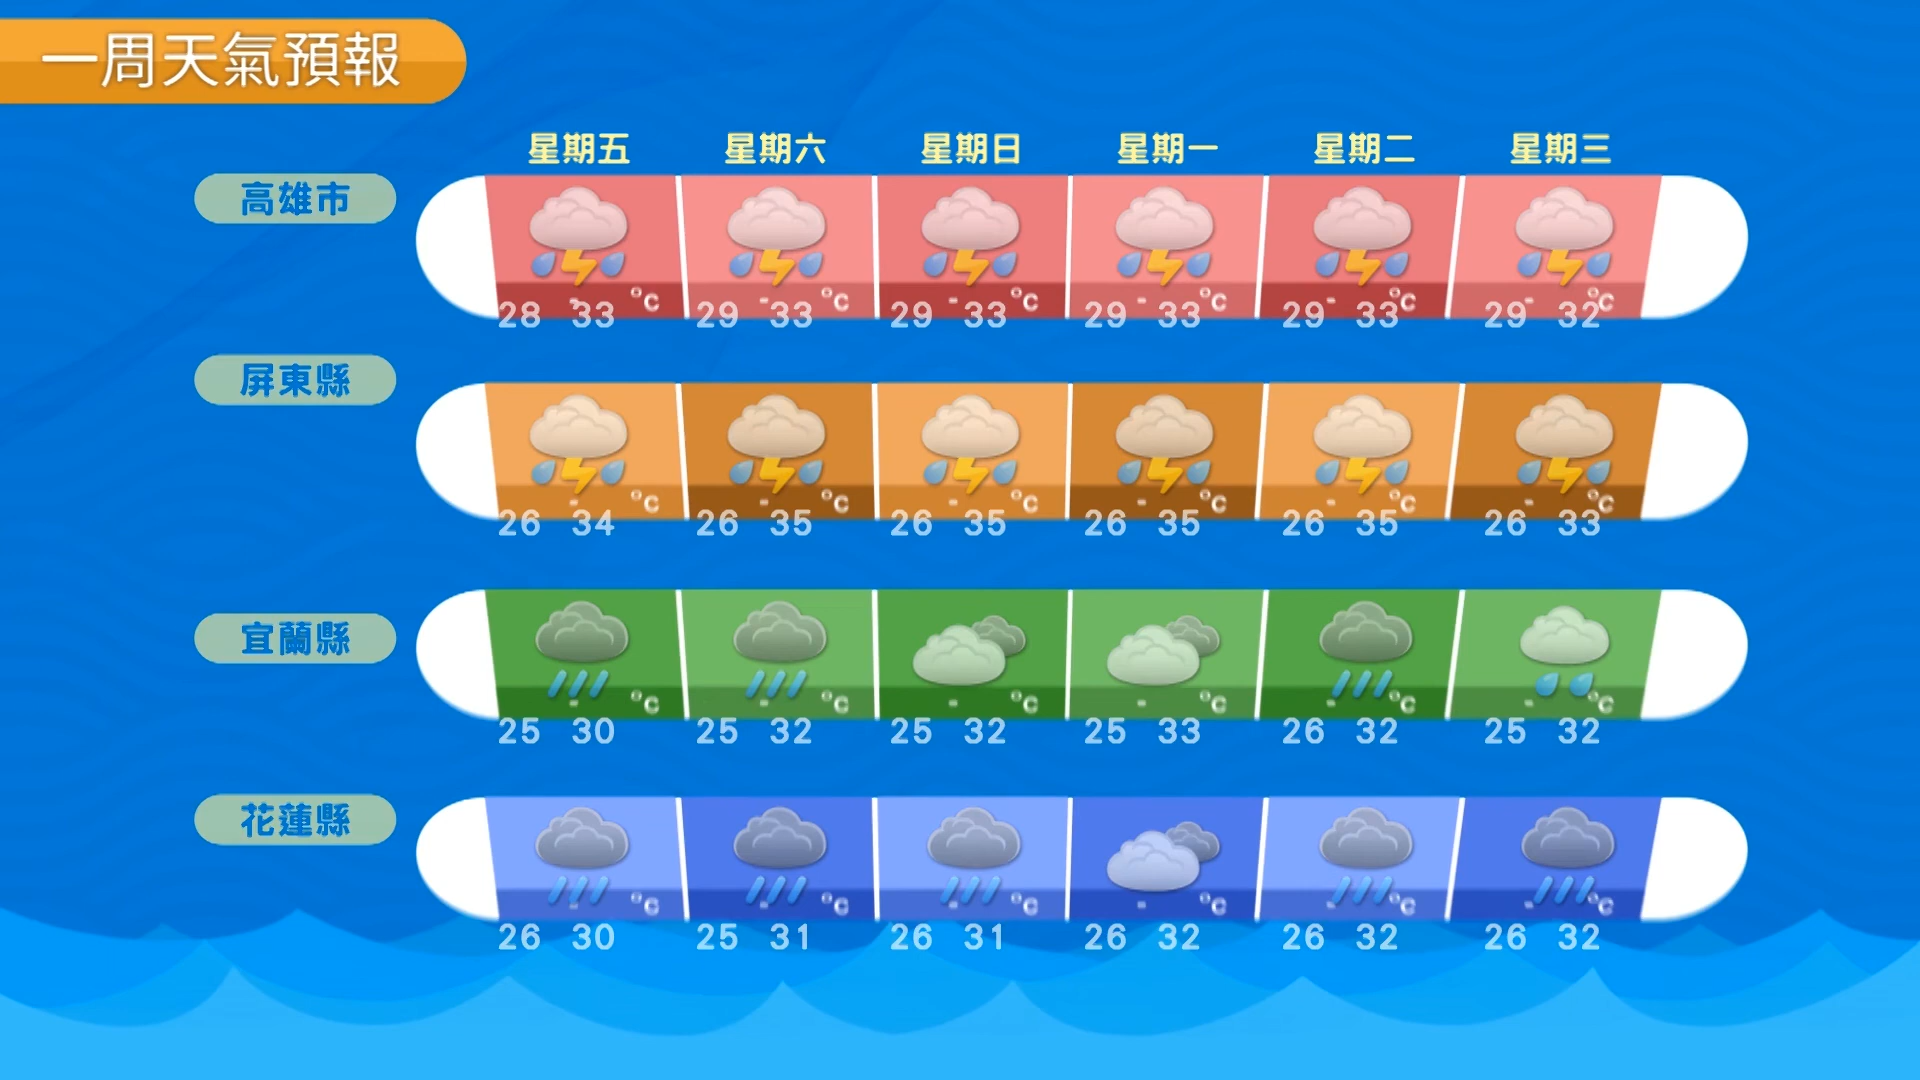 一周天氣預報
星期五 星期六 星期日 星期一 星期二 星期三
高雄市
28 - 33 °C 29 - 33 °C 29 - 33 °C 29 - 33 °C 29 - 33 °C 29 - 32 °C
屏東縣
26 - 34 °C 26 - 35 °C 26 - 35 °C 26 - 35 °C 26 - 35 °C 26 - 33 °C
宜蘭縣
25 - 30 °C 25 - 32 °C 25 - 32 °C 25 - 33 °C 26 - 32 °C 25 - 32 °C
花蓮縣
26 - 30 °C 25 - 31 °C 26 - 31 °C 26 - 32 °C 26 - 32 °C 26 - 32 °C